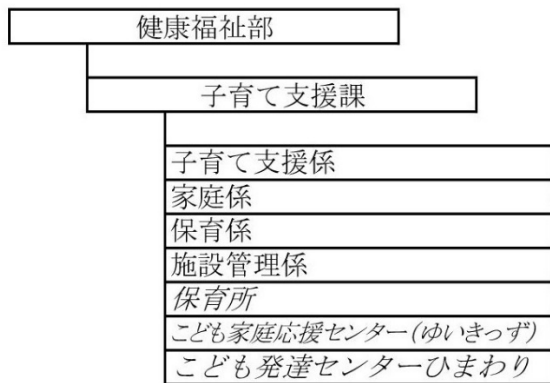 健康福祉部
子育て支援課
子育て支援係
家庭係
保育係
施設管理係
保育所
こども家庭応援センター(ゆいきっず)
こども発達センターひまわり